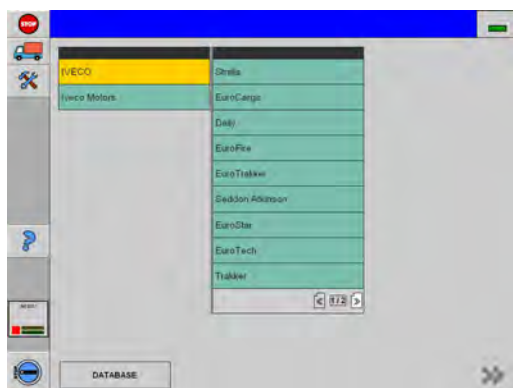 STOP
IVECO
Iveco Motors
Stralis
EuroCargo
Daily
EuroFire
EuroTrakker
Seddon Atkinson
EuroStar
EuroTech
Trakker
1/2
DATABASE